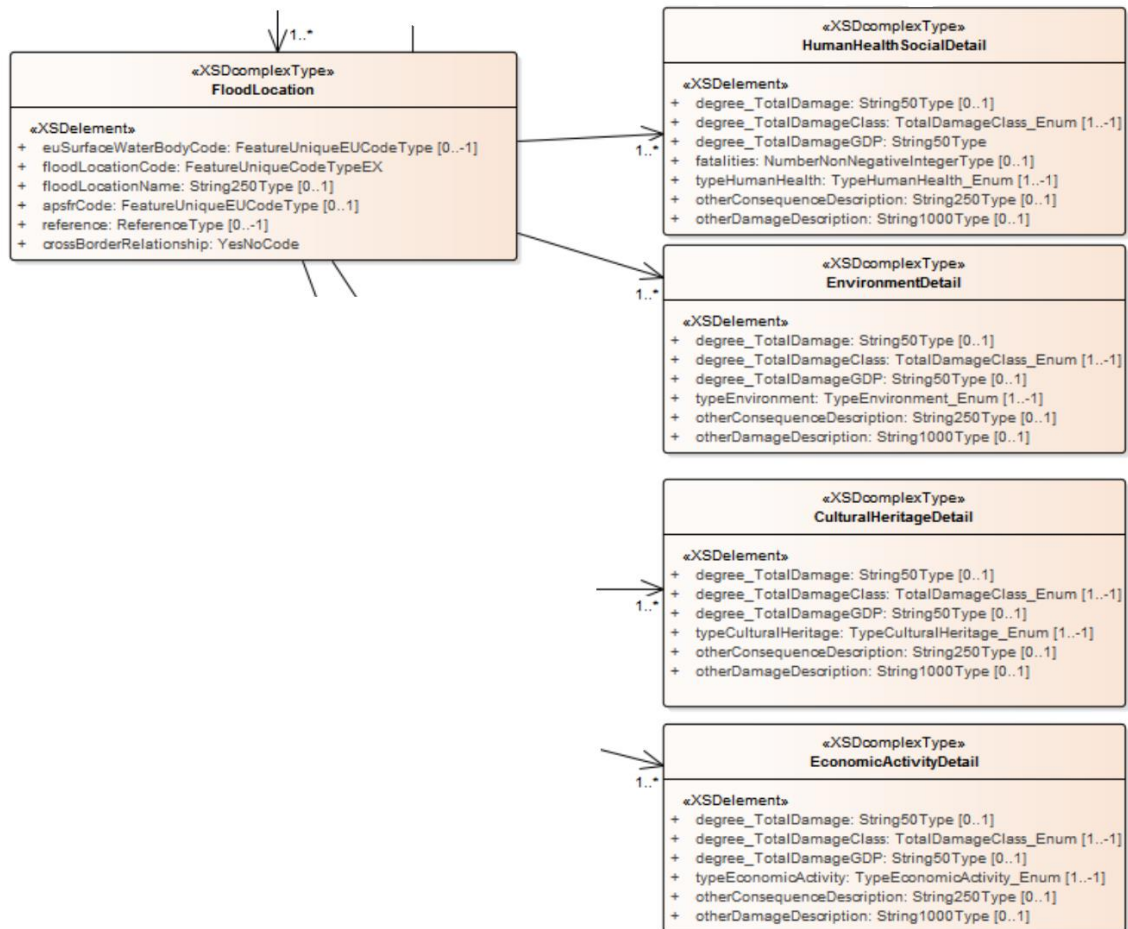 1..*
«XSDcomplexType»
FloodLocation
«XSDelement»
+ euSurfaceWaterBodyCode: FeatureUniqueEUCodeType [0..-1]
+ floodLocationCode: FeatureUniqueCodeTypeEX
+ floodLocationName: String250Type [0..1]
+ apsfrCode: FeatureUniqueEUCodeType [0..1]
+ reference: ReferenceType [0..-1]
+ crossBorderRelationship: YesNoCode
«XSDcomplexType»
HumanHealthSocialDetail
«XSDelement»
+ degree_TotalDamage: String50Type [0..1]
+ degree_TotalDamageClass: TotalDamageClass_Enum [1..-1]
+ degree_TotalDamageGDP: String50Type
+ fatalities: NumberNonNegativeIntegerType [0..1]
+ typeHumanHealth: TypeHumanHealth_Enum [1..-1]
+ otherConsequenceDescription: String250Type [0..1]
+ otherDamageDescription: String1000Type [0..1]
1..*
«XSDcomplexType»
EnvironmentDetail
«XSDelement»
+ degree_TotalDamage: String50Type [0..1]
+ degree_TotalDamageClass: TotalDamageClass_Enum [1..-1]
+ degree_TotalDamageGDP: String50Type [0..1]
+ typeEnvironment: TypeEnvironment_Enum [1..-1]
+ otherConsequenceDescription: String250Type [0..1]
+ otherDamageDescription: String1000Type [0..1]
1..*
«XSDcomplexType»
CulturalHeritageDetail
«XSDelement»
+ degree_TotalDamage: String50Type [0..1]
+ degree_TotalDamageClass: TotalDamageClass_Enum [1..-1]
+ degree_TotalDamageGDP: String50Type [0..1]
+ typeCulturalHeritage: TypeCulturalHeritage_Enum [1..-1]
+ otherConsequenceDescription: String250Type [0..1]
+ otherDamageDescription: String1000Type [0..1]
1..*
«XSDcomplexType»
EconomicActivityDetail
«XSDelement»
+ degree_TotalDamage: String50Type [0..1]
+ degree_TotalDamageClass: TotalDamageClass_Enum [1..-1]
+ degree_TotalDamageGDP: String50Type [0..1]
+ typeEconomicActivity: TypeEconomicActivity_Enum [1..-1]
+ otherConsequenceDescription: String250Type [0..1]
+ otherDamageDescription: String1000Type [0..1]
1..*